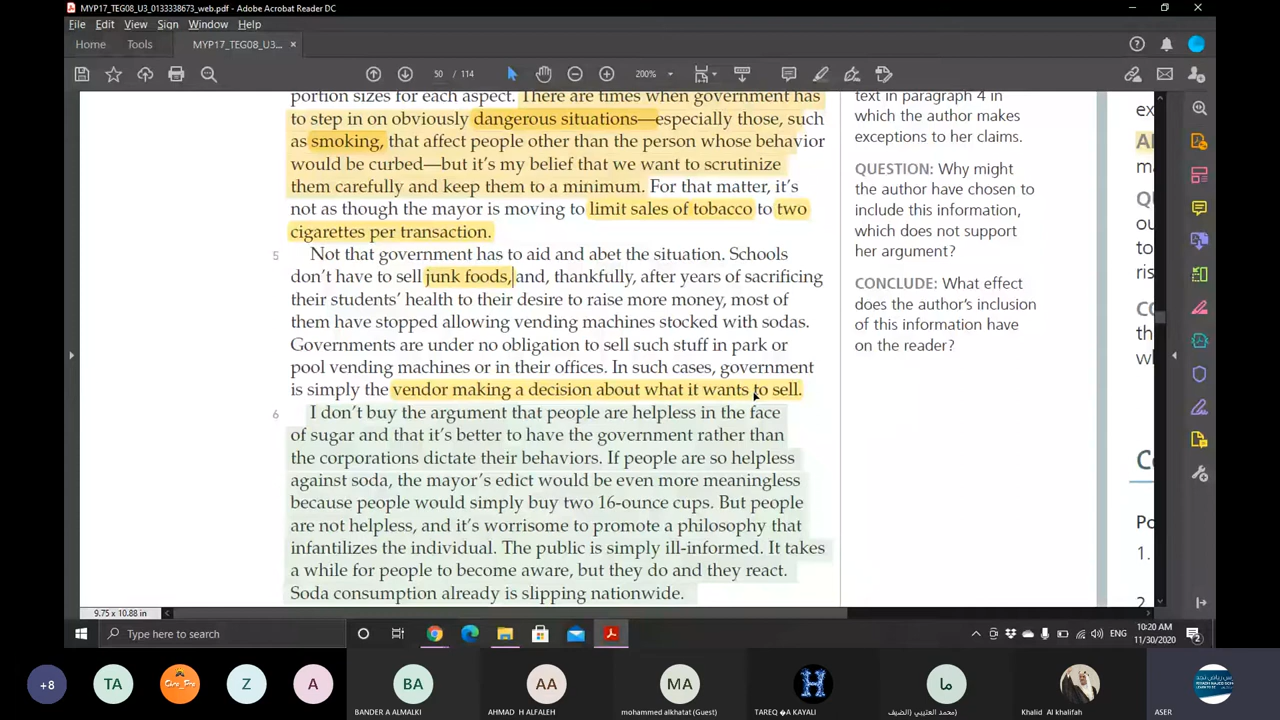 MYP17_TEG08_U3_0133338673_web.pdf - Adobe Acrobat Reader DC
File Edit View Sign Window Help
Home Tools MYP17_TEG08_U3... ×
50 / 114 200%
portion sizes for each aspect. There are times when government has
to step in on obviously dangerous situations—especially those, such
as smoking, that affect people other than the person whose behavior
would be curbed—but it's my belief that we want to scrutinize
them carefully and keep them to a minimum. For that matter, it's
not as though the mayor is moving to limit sales of tobacco to two
cigarettes per transaction.
5 Not that government has to aid and abet the situation. Schools
don't have to sell junk foods, and, thankfully, after years of sacrificing
their students' health to their desire to raise more money, most of
them have stopped allowing vending machines stocked with sodas.
Governments are under no obligation to sell such stuff in park or
pool vending machines or in their offices. In such cases, government
is simply the vendor making a decision about what it wants to sell.
6 I don't buy the argument that people are helpless in the face
of sugar and that it's better to have the government rather than
the corporations dictate their behaviors. If people are so helpless
against soda, the mayor's edict would be even more meaningless
because people would simply buy two 16-ounce cups. But people
are not helpless, and it's worrisome to promote a philosophy that
infantilizes the individual. The public is simply ill-informed. It takes
a while for people to become aware, but they do and they react.
Soda consumption already is slipping nationwide.
text in paragraph 4 in
which the author makes
exceptions to her claims.
QUESTION: Why might
the author have chosen to
include this information,
which does not support
her argument?
CONCLUDE: What effect
does the author's inclusion
of this information have
on the reader?
ex
ma
ou
to
ris
th
wh
Po
1.
2
9.75 x 10.88 in
Type here to search
ENG
10:20 AM
11/30/2020
2
+8
TA
Z
A
BA
BANDER A ALMALKI
AA
AHMAD H ALFALEH
MA
mohammed alkhatat (Guest)
H
TAREQ �A KAYALI
ما
محمد العتيبي (الضيف)
Khalid Al khalifah
ASER